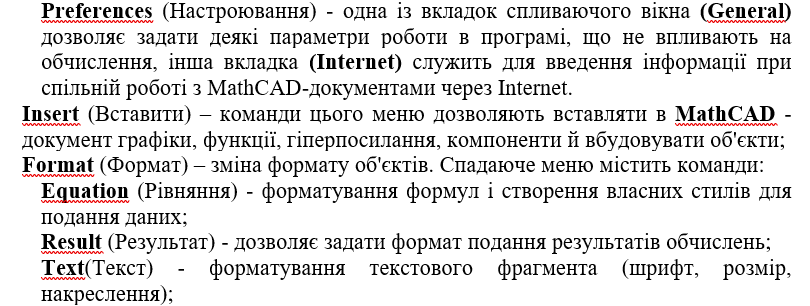 Preferences (Настроювання) - одна із вкладок спливаючого вікна (General)
дозволяє задати деякі параметри роботи в програмі, що не впливають на
обчислення, інша вкладка (Internet) служить для введення інформації при
спільній роботі з MathCAD-документами через Internet.
Insert (Вставити) – команди цього меню дозволяють вставляти в MathCAD -
документ графіки, функції, гіперпосилання, компоненти й вбудовувати об'єкти;
Format (Формат) – зміна формату об'єктів. Спадаюче меню містить команди:
Equation (Рівняння) - форматування формул і створення власних стилів для
подання даних;
Result (Результат) - дозволяє задати формат подання результатів обчислень;
Text(Текст) - форматування текстового фрагмента (шрифт, розмір,
накреслення);